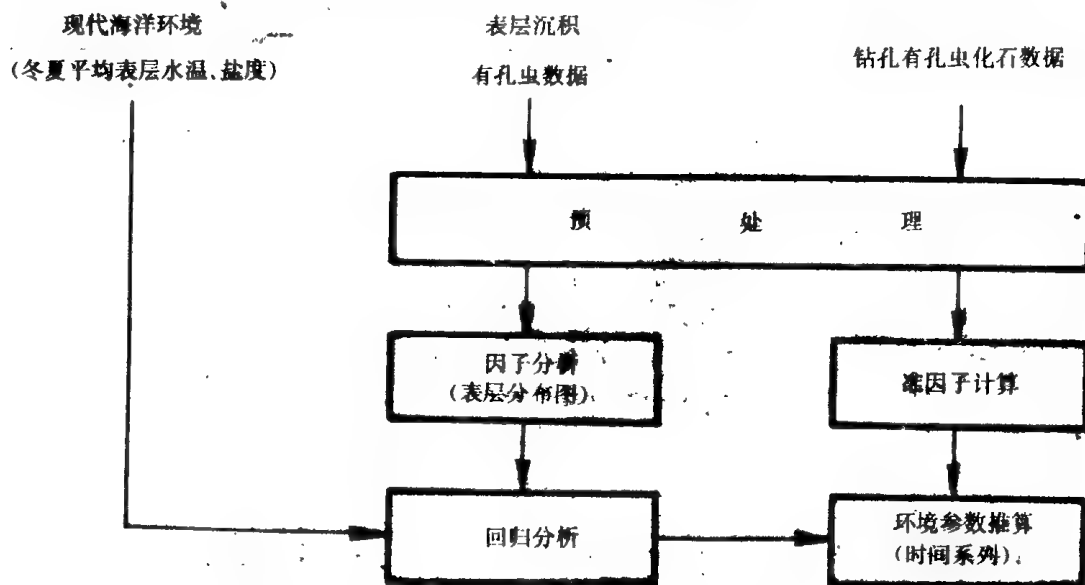 现代海洋环境
(冬夏平均表层水温、盐度)
表层沉积
有孔虫数据
钻孔有孔虫化石数据
预 处 理
因子分析
(表层分布图)
准因子计算
回归分析
环境参数推算
(时间系列)